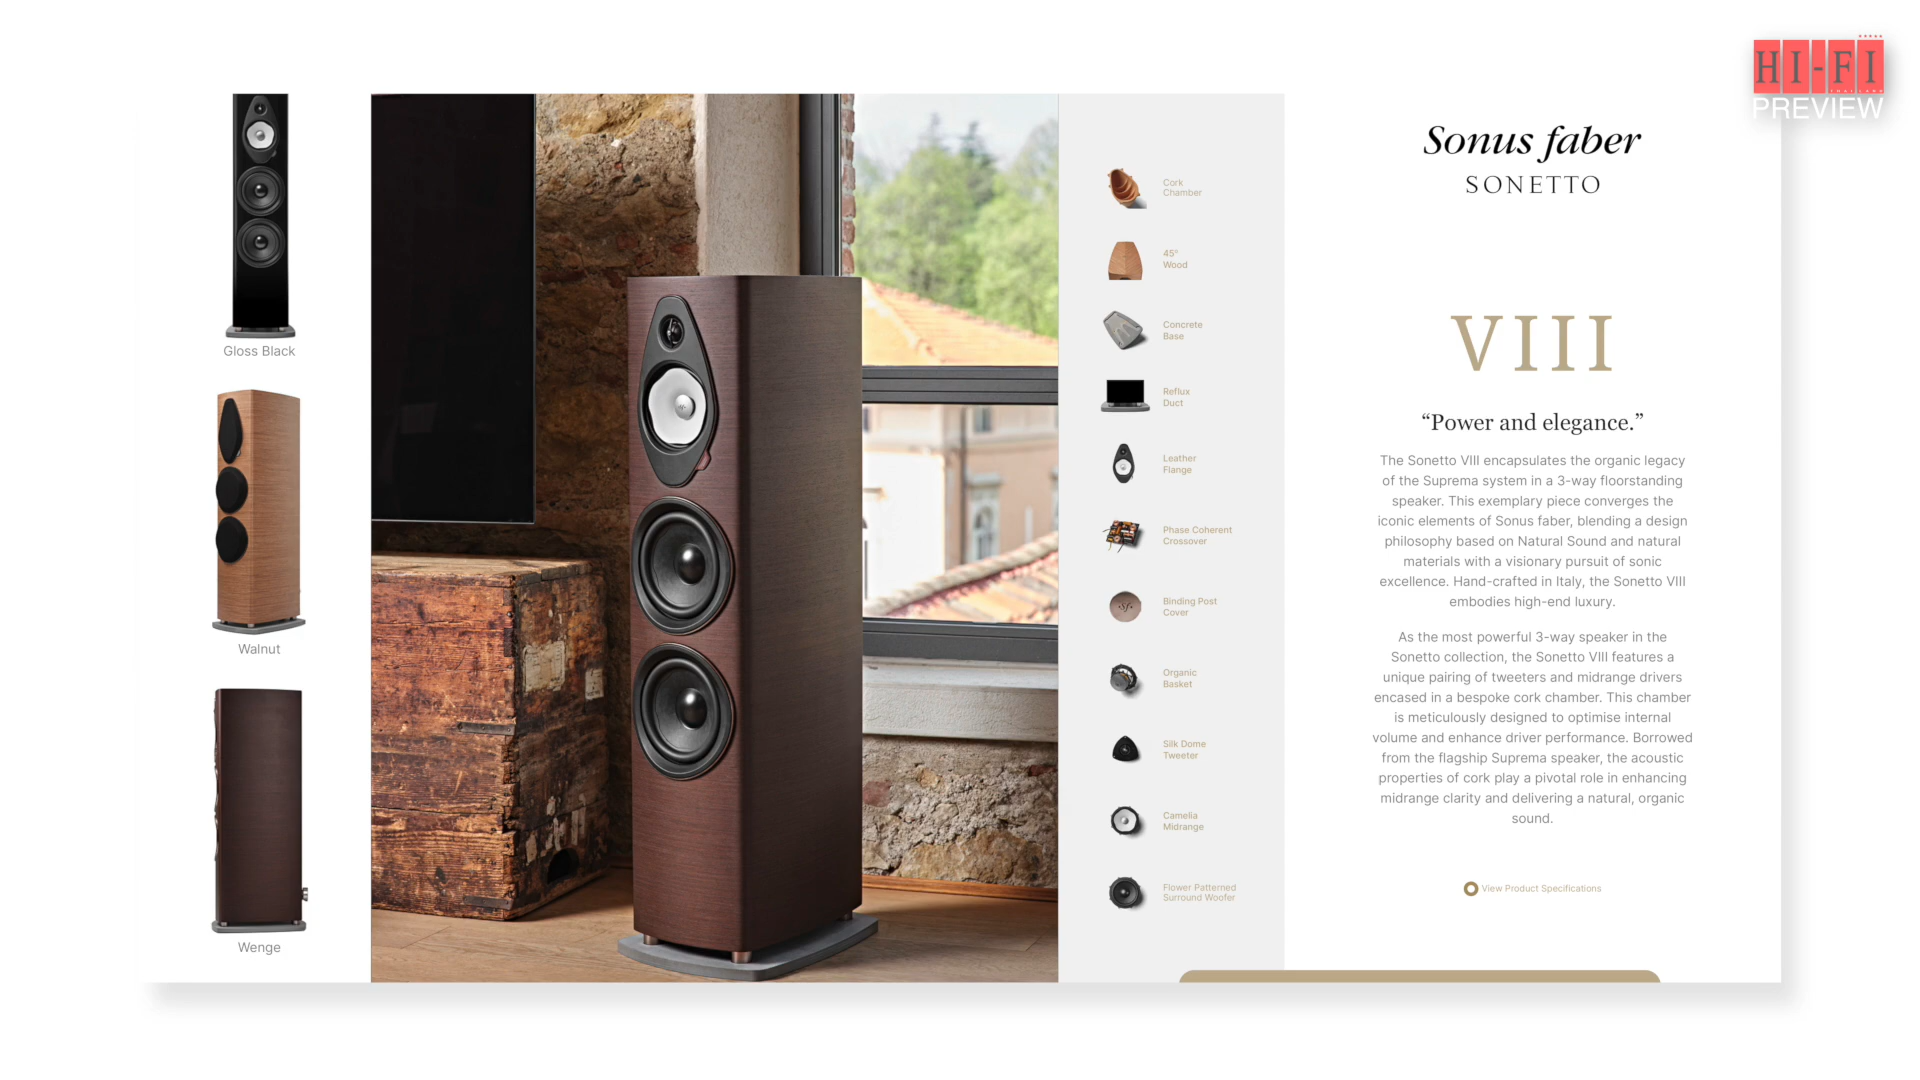 HI-FI
PREVIEW
Gloss Black
Walnut
Wenge
Cork
Chamber
45°
Wood
Concrete
Base
Reflux
Duct
Leather
Flange
Phase Coherent
Crossover
Binding Post
Cover
Organic
Basket
Silk Dome
Tweeter
Camelia
Midrange
Flower Patterned
Surround Woofer
Sonus faber
SONETTO
VIII
“Power and elegance.”
The Sonetto VIII encapsulates the organic legacy
of the Suprema system in a 3-way floorstanding
speaker. This exemplary piece converges the
iconic elements of Sonus faber, blending a design
philosophy based on Natural Sound and natural
materials with a visionary pursuit of sonic
excellence. Hand-crafted in Italy, the Sonetto VIII
embodies high-end luxury.
As the most powerful 3-way speaker in the
Sonetto collection, the Sonetto VIII features a
unique pairing of tweeters and midrange drivers
encased in a bespoke cork chamber. This chamber
is meticulously designed to optimise internal
volume and enhance driver performance. Borrowed
from the flagship Suprema speaker, the acoustic
properties of cork play a pivotal role in enhancing
midrange clarity and delivering a natural, organic
sound.
View Product Specifications